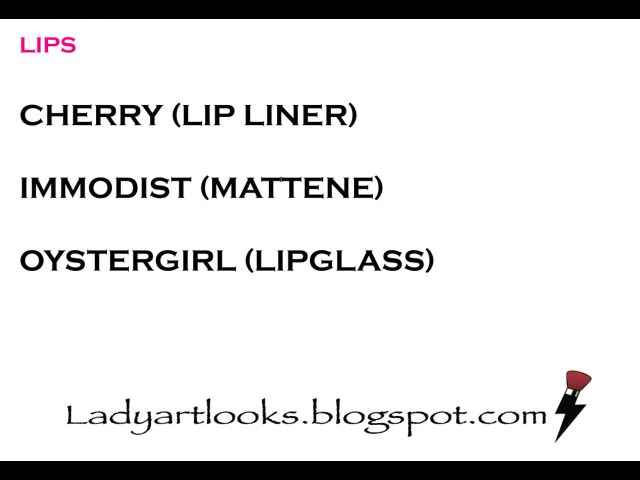 LIPS
CHERRY (LIP LINER)
IMMODIST (MATTENE)
OYSTERGIRL (LIPGLASS)
Ladyartlooks.blogspot.com